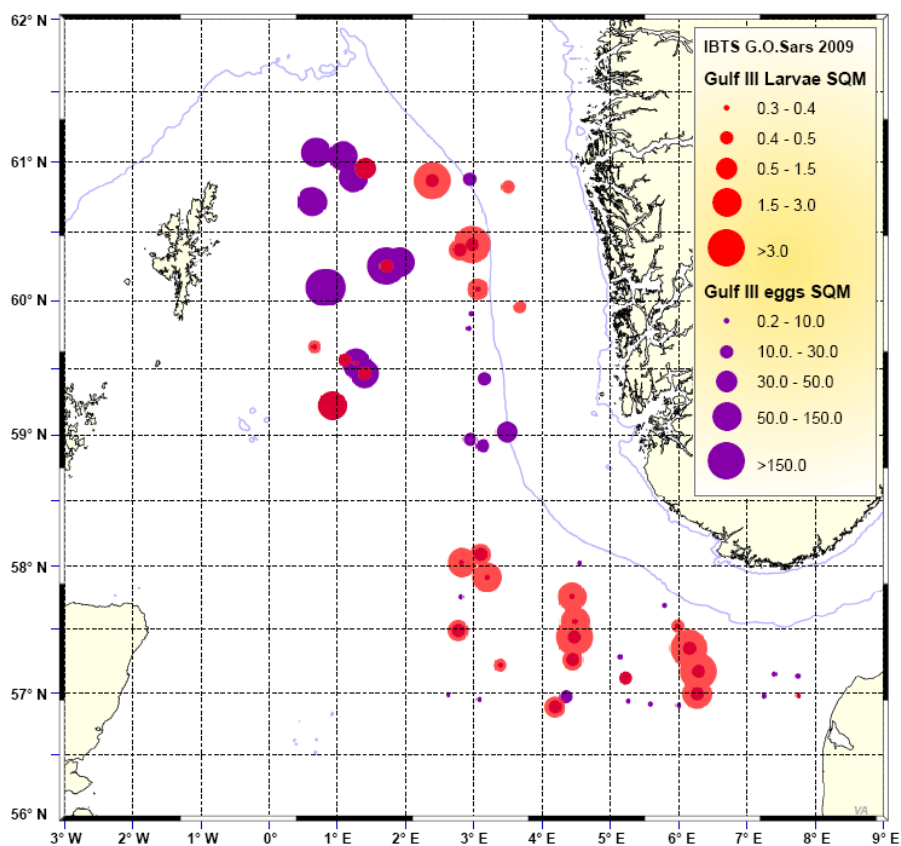 62° N
61° N
60° N
59° N
58° N
57° N
56° N
3° W
2° W
1° W
0°
1° E
2° E
3° E
4° E
5° E
6° E
7° E
8° E
9° E
IBTS G.O.Sars 2009
Gulf III Larvae SQM
0.3 - 0.4
0.4 - 0.5
0.5 - 1.5
1.5 - 3.0
>3.0
Gulf III eggs SQM
0.2 - 10.0
10.0. - 30.0
30.0 - 50.0
50.0 - 150.0
>150.0
VA